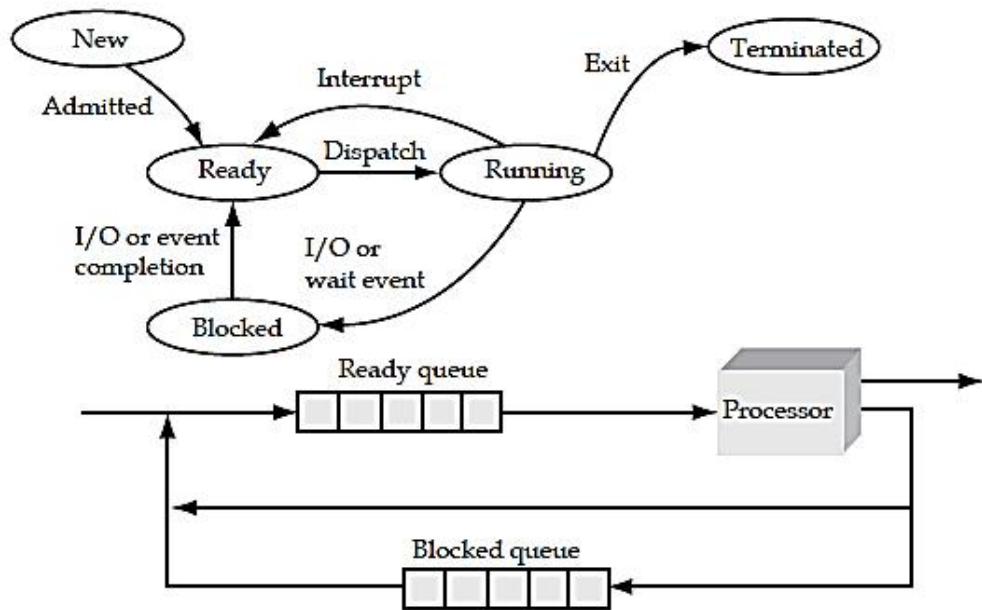 New
Terminated
Exit
Interrupt
Admitted
Dispatch
Ready
Running
I/O or event
completion
I/O or
wait event
Blocked
Ready queue
Processor
Blocked queue